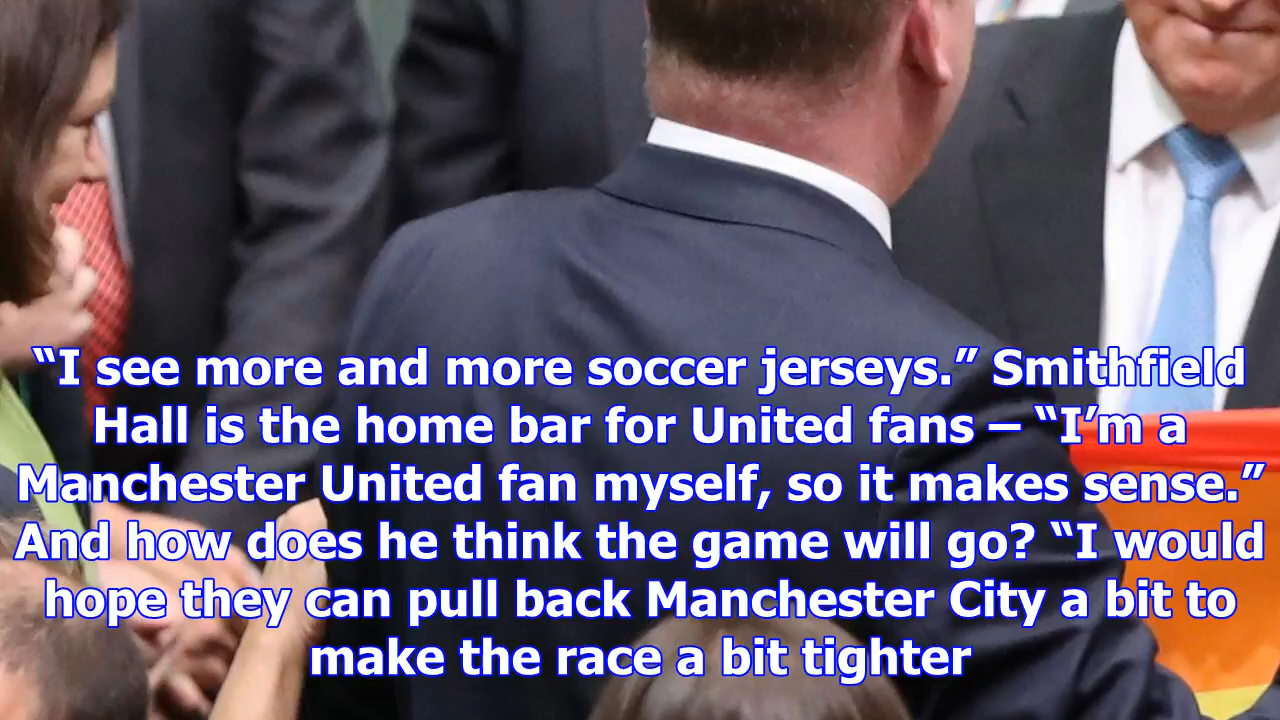 “I see more and more soccer jerseys.” Smithfield
Hall is the home bar for United fans – “I’m a
Manchester United fan myself, so it makes sense.”
And how does he think the game will go? “I would
hope they can pull back Manchester City a bit to
make the race a bit tighter